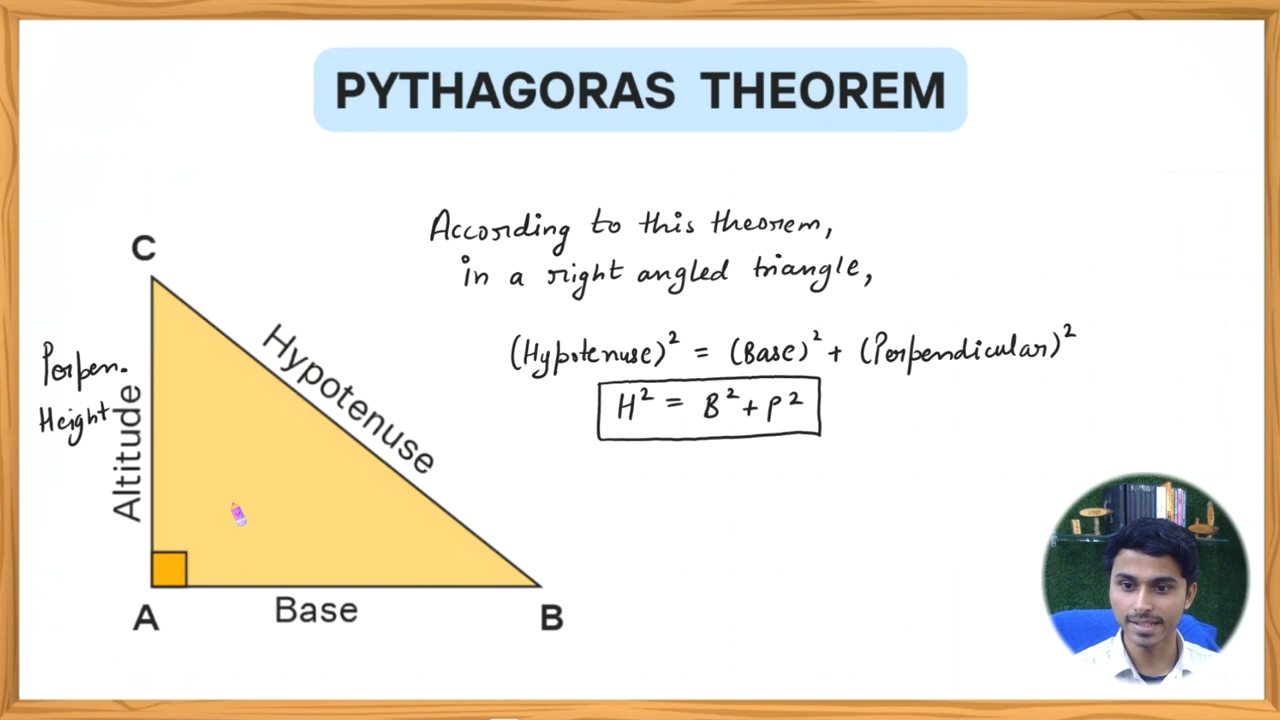 PYTHAGORAS THEOREM
According to this theorem,
in a right angled triangle,
(Hypotenuse)² = (Base)² + (Perpendicular)²
H² = B² + P²
C
Perpen.
Height
Altitude
Hypotenuse
A
Base
B